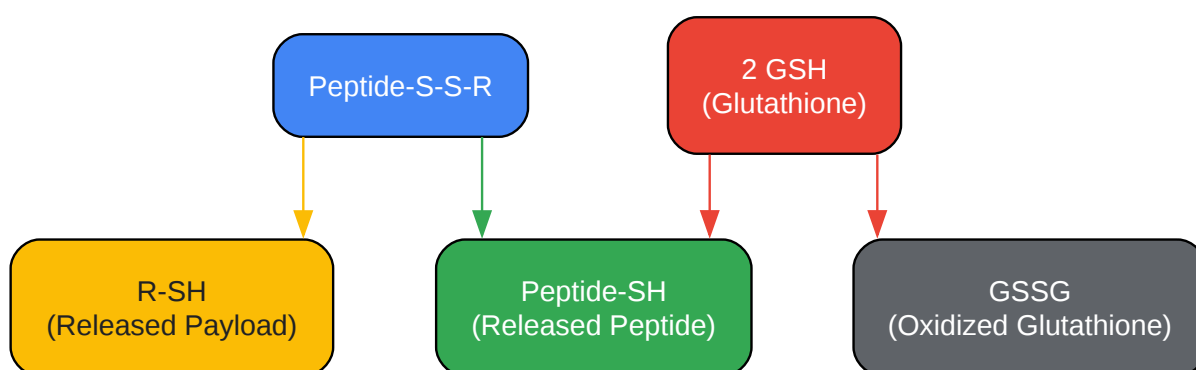 Peptide-S-S-R
2 GSH
(Glutathione)
R-SH
(Released Payload)
Peptide-SH
(Released Peptide)
GSSG
(Oxidized Glutathione)